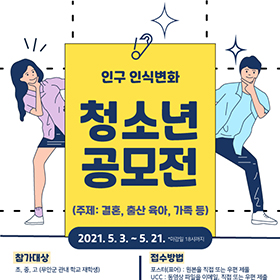 인구 인식변화
청소년
공모전
(주제: 결혼, 출산 육아, 가족 등)
2021. 5. 3. ~ 5. 21. *마감일 18시까지
참가대상
초, 중, 고 (무안군 관내 학교 재학생)
접수방법
포스터(표어) : 원본을 직접 또는 우편 제출
UCC : 동영상 파일을 이메일, 직접 또는 우편 제출